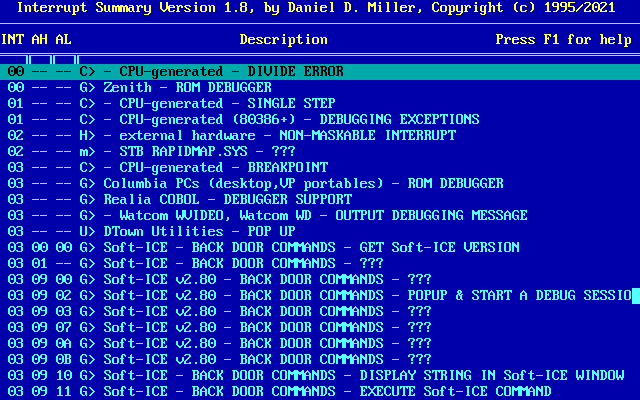 Interrupt Summary Version 1.8, by Daniel D. Miller, Copyright (c) 1995/2021
INT AH AL Description Press F1 for help
00 -- -- C> - CPU-generated - DIVIDE ERROR
00 -- -- G> Zenith - ROM DEBUGGER
01 -- -- C> - CPU-generated - SINGLE STEP
01 -- -- C> - CPU-generated (80386+) - DEBUGGING EXCEPTIONS
02 -- -- H> - external hardware - NON-MASKABLE INTERRUPT
02 -- -- m> - STB RAPIDMAP.SYS - ???
03 -- -- C> - CPU-generated - BREAKPOINT
03 -- -- G> Columbia PCs (desktop,VP portables) - ROM DEBUGGER
03 -- -- G> Realia COBOL - DEBUGGER SUPPORT
03 -- -- G> - Watcom WVIDEO, Watcom WD - OUTPUT DEBUGGING MESSAGE
03 -- -- U> DTown Utilities - POP UP
03 00 00 G> Soft-ICE - BACK DOOR COMMANDS - GET Soft-ICE VERSION
03 01 -- G> Soft-ICE - BACK DOOR COMMANDS - ???
03 09 00 G> Soft-ICE v2.80 - BACK DOOR COMMANDS - ???
03 09 02 G> Soft-ICE v2.80 - BACK DOOR COMMANDS - POPUP & START A DEBUG SESSIO
03 09 03 G> Soft-ICE v2.80 - BACK DOOR COMMANDS - ???
03 09 07 G> Soft-ICE v2.80 - BACK DOOR COMMANDS - ???
03 09 0A G> Soft-ICE v2.80 - BACK DOOR COMMANDS - ???
03 09 0B G> Soft-ICE v2.80 - BACK DOOR COMMANDS - ???
03 09 10 G> Soft-ICE - BACK DOOR COMMANDS - DISPLAY STRING IN Soft-ICE WINDOW
03 09 11 G> Soft-ICE - BACK DOOR COMMANDS - EXECUTE Soft-ICE COMMAND